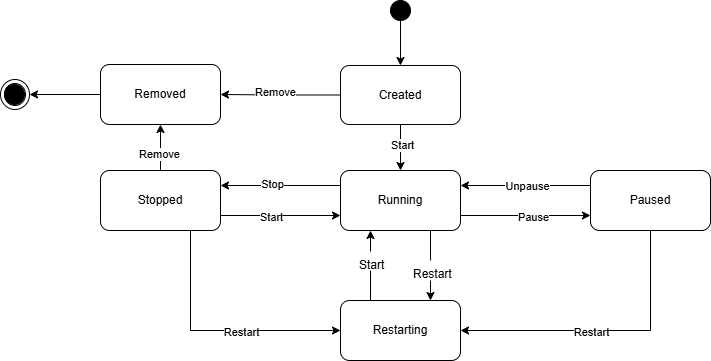 Removed
Remove
Created
Remove
Start
Stopped
Stop
Start
Running
Unpause
Pause
Paused
Start
Restart
Restart
Restarting
Restart